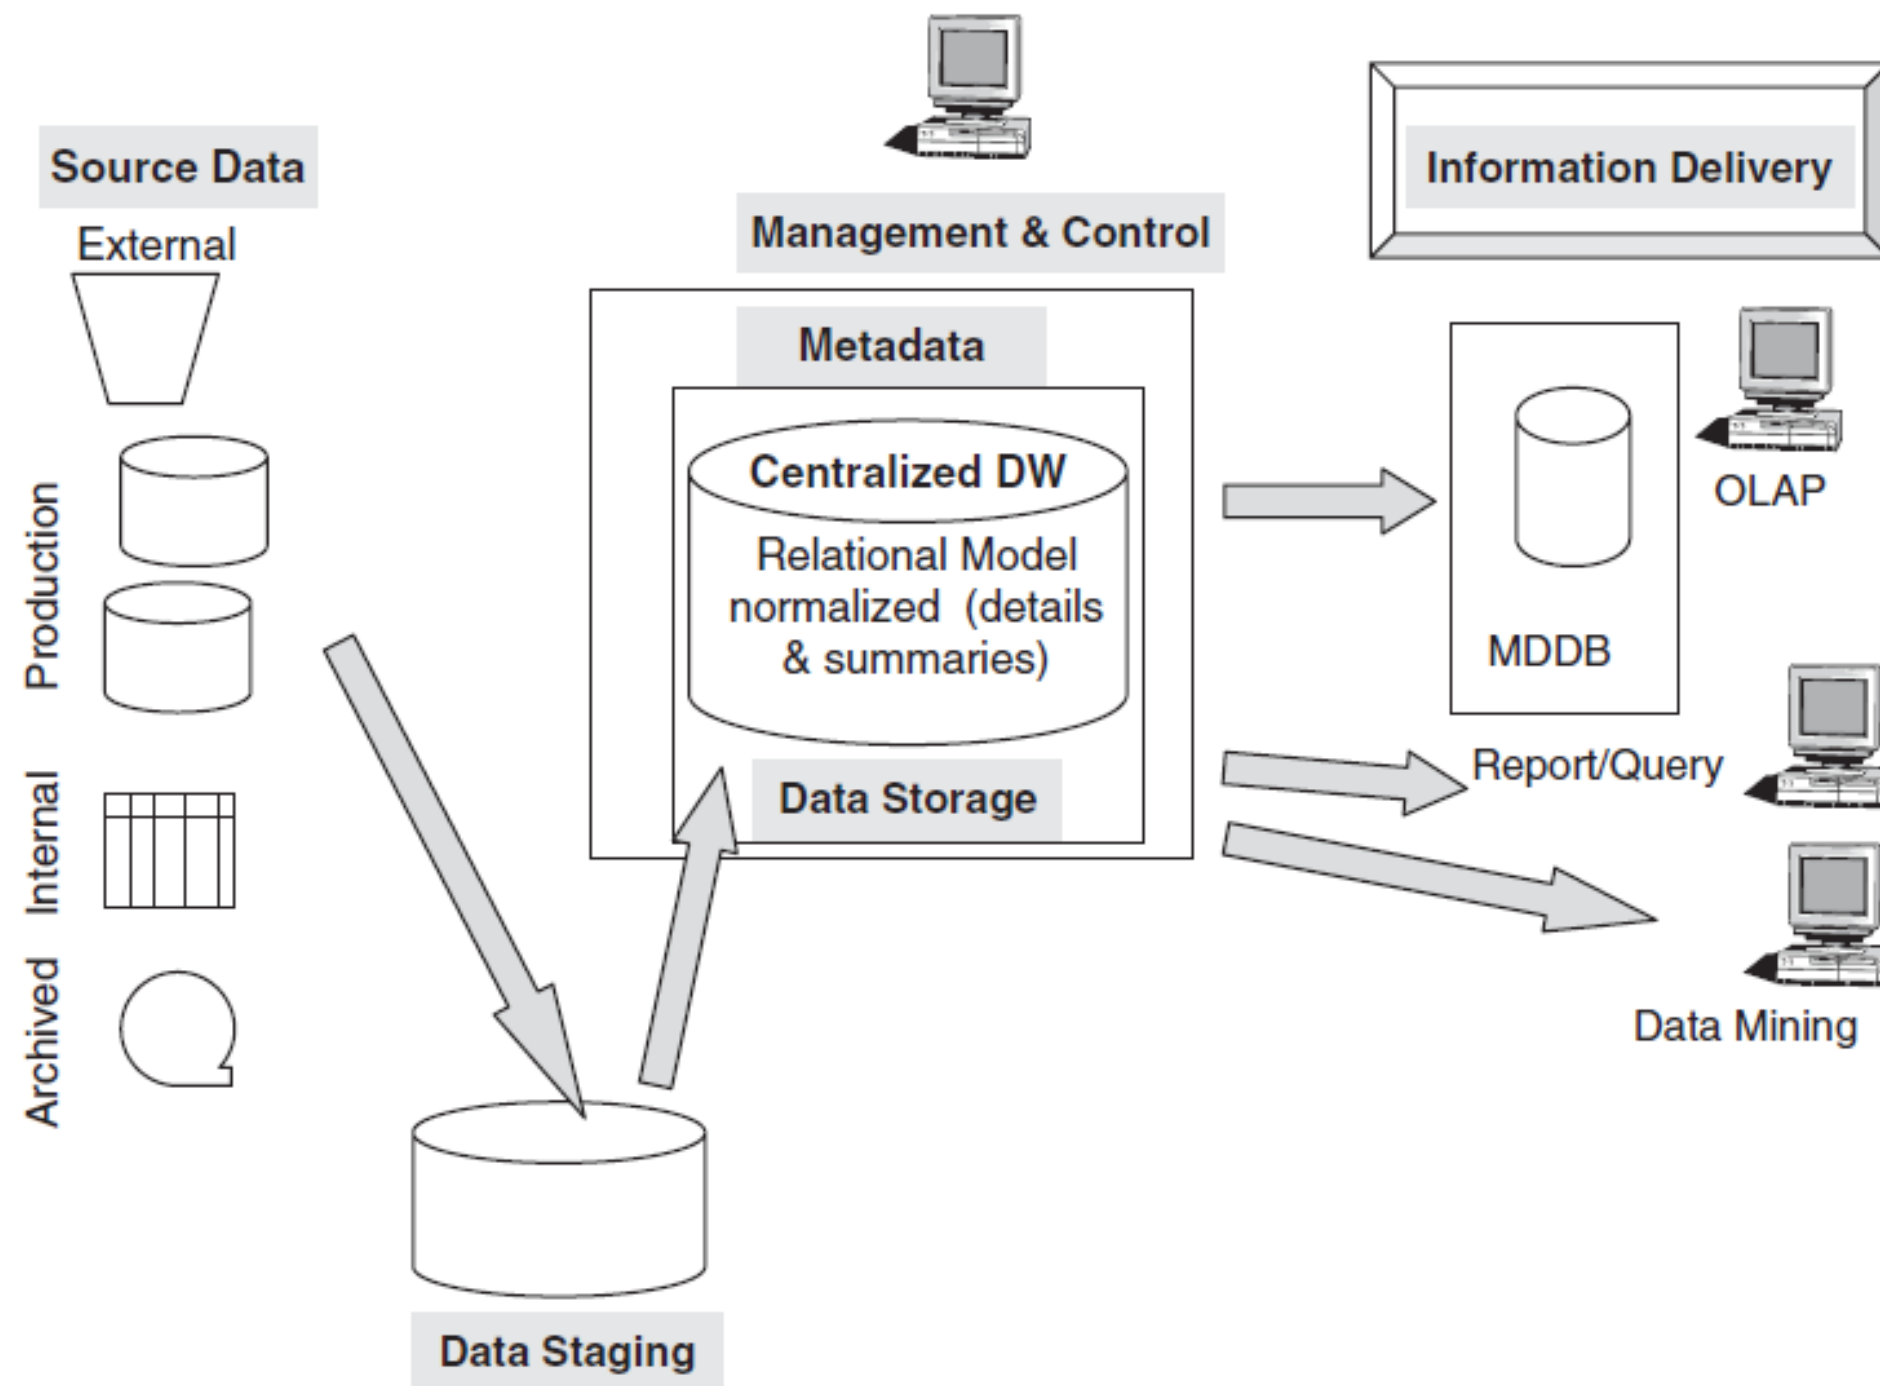 Source Data
External
Production
Internal
Archived
Data Staging
Management & Control
Metadata
Centralized DW
Relational Model
normalized (details
& summaries)
Data Storage
Information Delivery
OLAP
MDDB
Report/Query
Data Mining